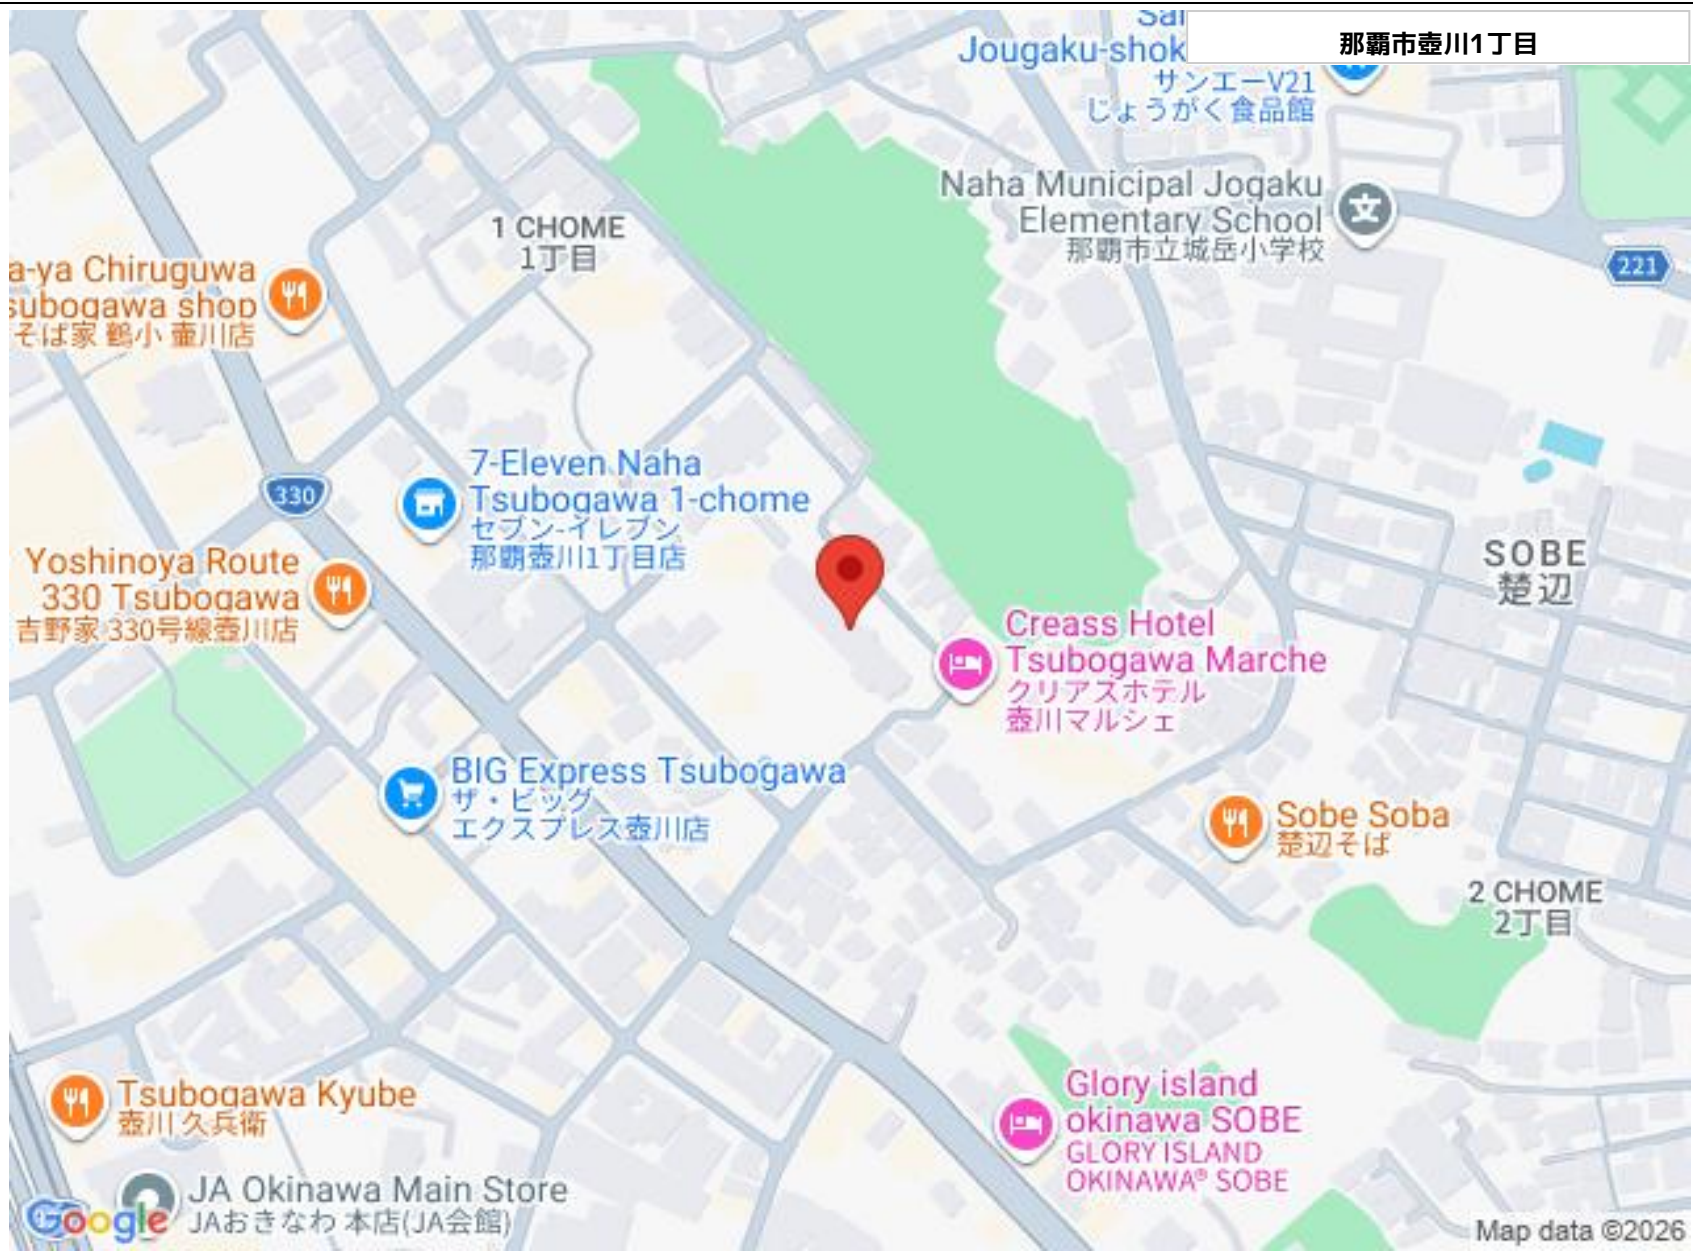 那覇市壺川1丁目
Jougaku-shok
サンエーV21
じょうがく食品館
Naha Municipal Jogaku
Elementary School
那覇市立城岳小学校
1 CHOME
1丁目
221
a-ya Chiruguwa
subogawa shop
そば家 鶴小 壷川店
7-Eleven Naha
Tsubogawa 1-chome
セブン-イレブン
那覇壺川1丁目店
330
Yoshinoya Route
330 Tsubogawa
吉野家 330号線壺川店
SOBE
楚辺
Creass Hotel
Tsubogawa Marche
クリアスホテル
壺川マルシェ
BIG Express Tsubogawa
ザ・ビッグ
エクスプレス壺川店
Sobe Soba
楚辺そば
2 CHOME
2丁目
Glory island
okinawa SOBE
GLORY ISLAND
OKINAWA® SOBE
Tsubogawa Kyube
壺川 久兵衛
JA Okinawa Main Store
JAおきなわ 本店(JA会館)
Google
Map data ©2026
文